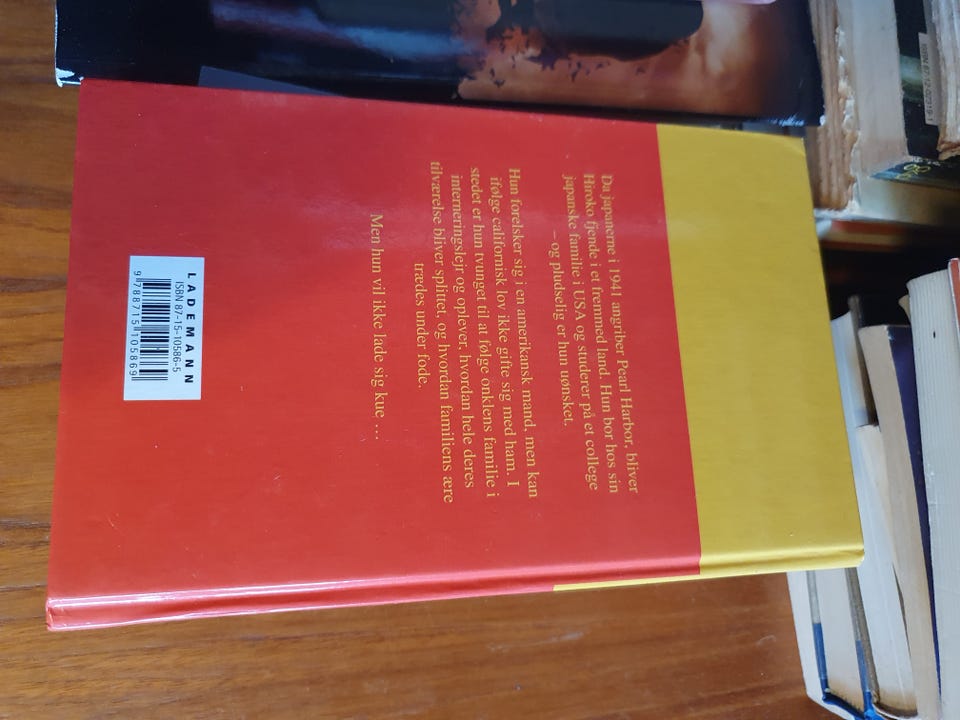 Da japanerne i 1941 angriber Pearl Harbor, bliver
Hiroko fjende i et fremmed land. Hun bor hos sin
japanske familie i USA og studerer på et college
– og pludselig er hun uønsket.
Hun forelsker sig i en amerikansk mand, men kan
ifølge californisk lov ikke gifte sig med ham. I
stedet er hun tvunget til at følge onklens familie i
interneringslejr og oplever, hvordan hele deres
tilværelse bliver splittet, og hvordan familiens ære
trædes under fode.
Men hun vil ikke lade sig kue ...
LADEMANN
ISBN 87-15-10586-5
9 788715 105869